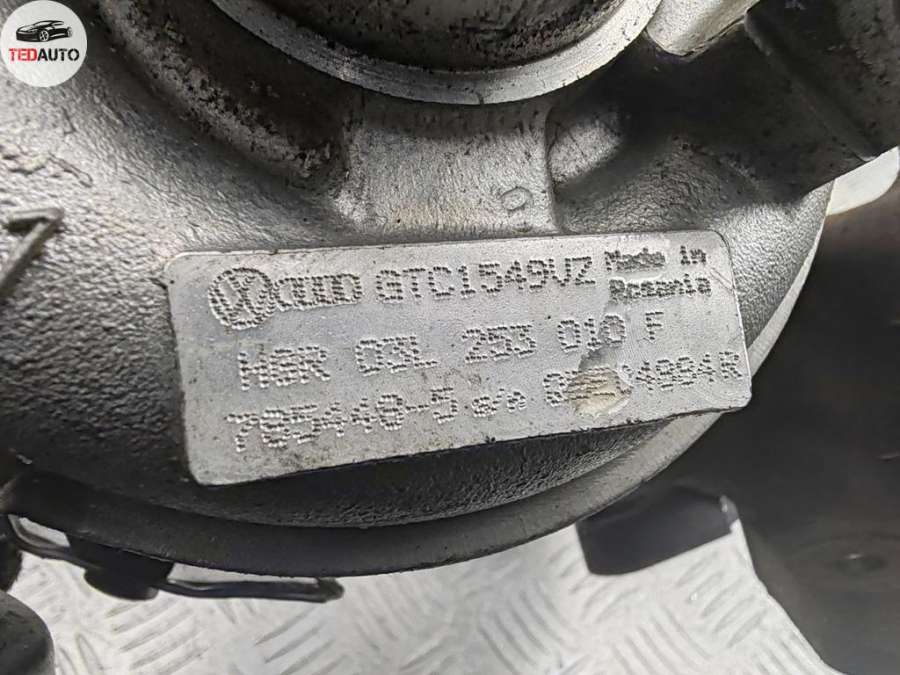 TEDAUTO
GTC1549VZ Made in Romania
HGR 03L 253 010 F
785448-5 s/n